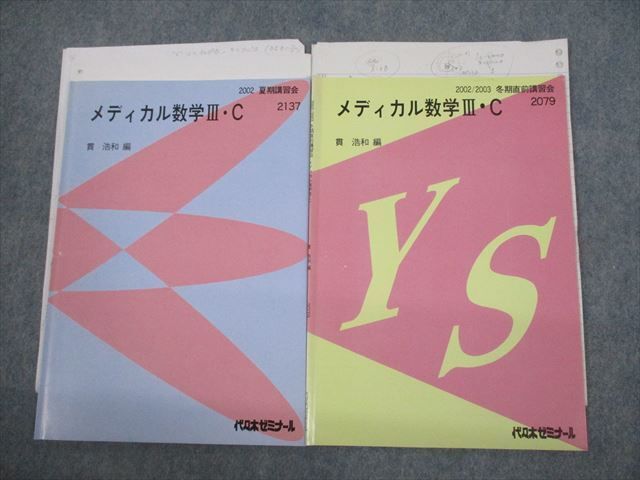 2002 夏期講習会
メディカル数学Ⅲ・C
2137
貫 浩和 編
代々木ゼミナール
2002/2003 冬期直前講習会
メディカル数学Ⅲ・C
2079
貫 浩和 編
YS
代々木ゼミナール